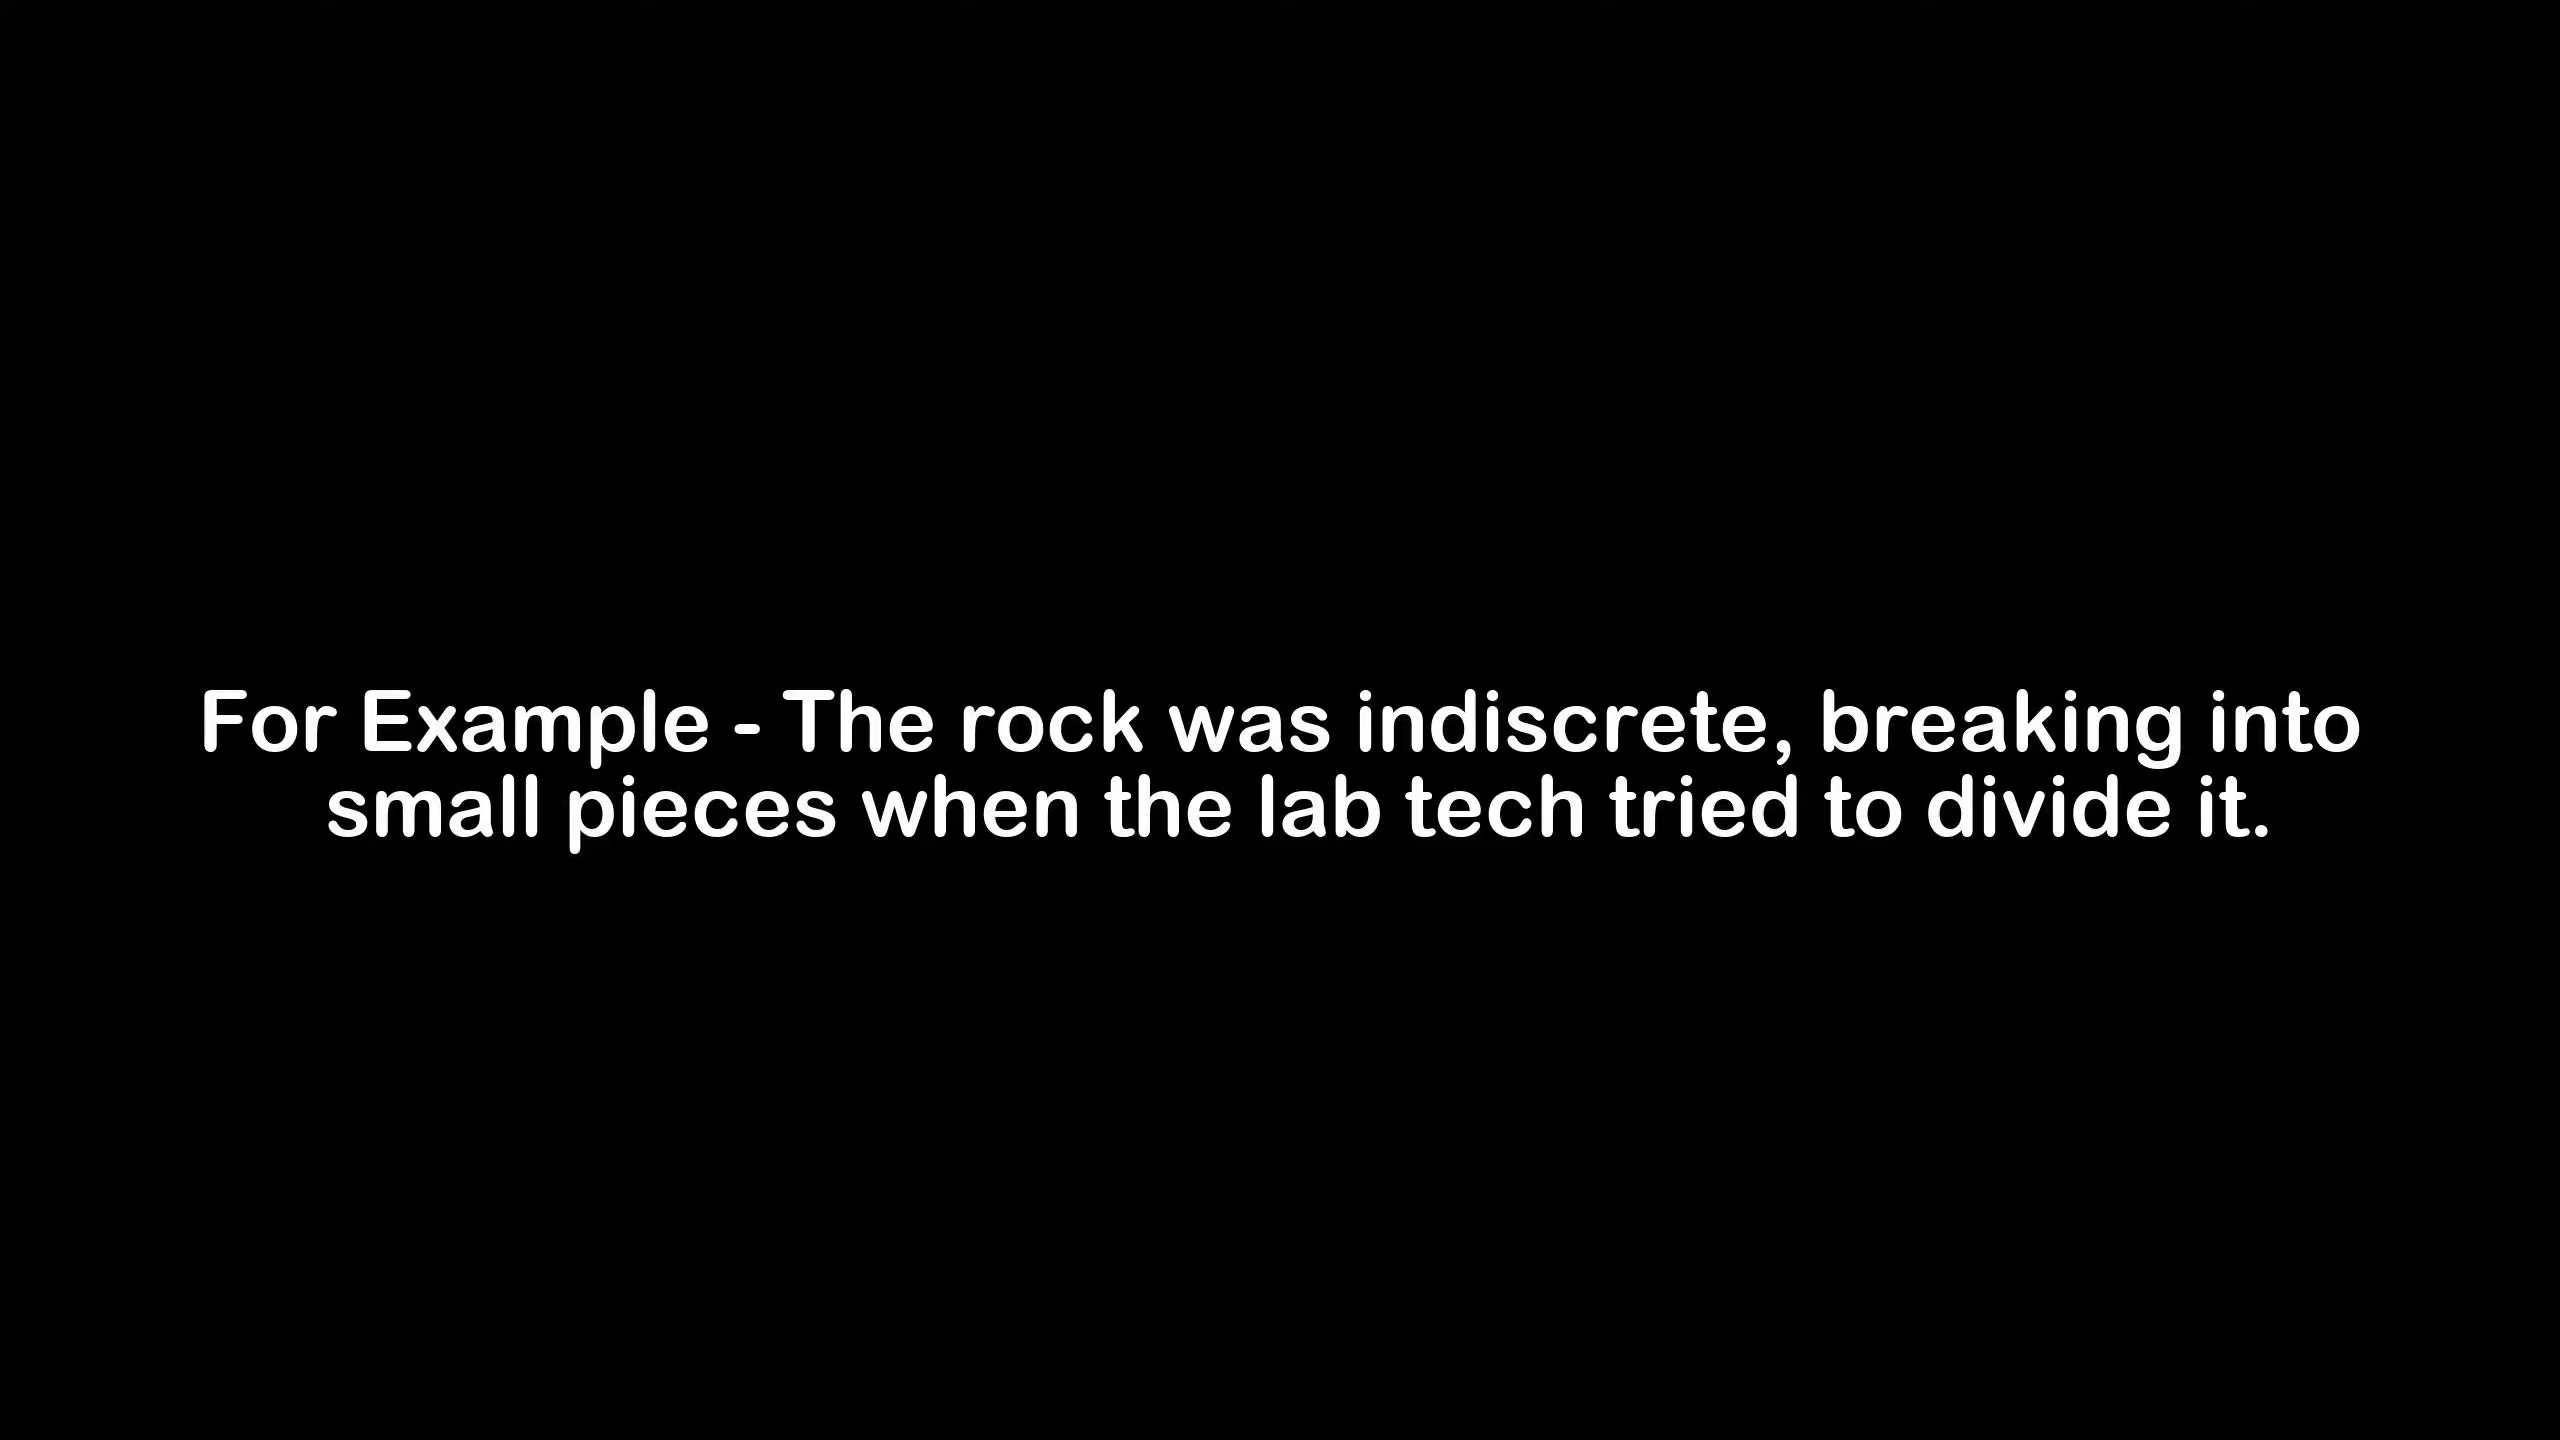 For Example - The rock was indiscrete, breaking into
small pieces when the lab tech tried to divide it.